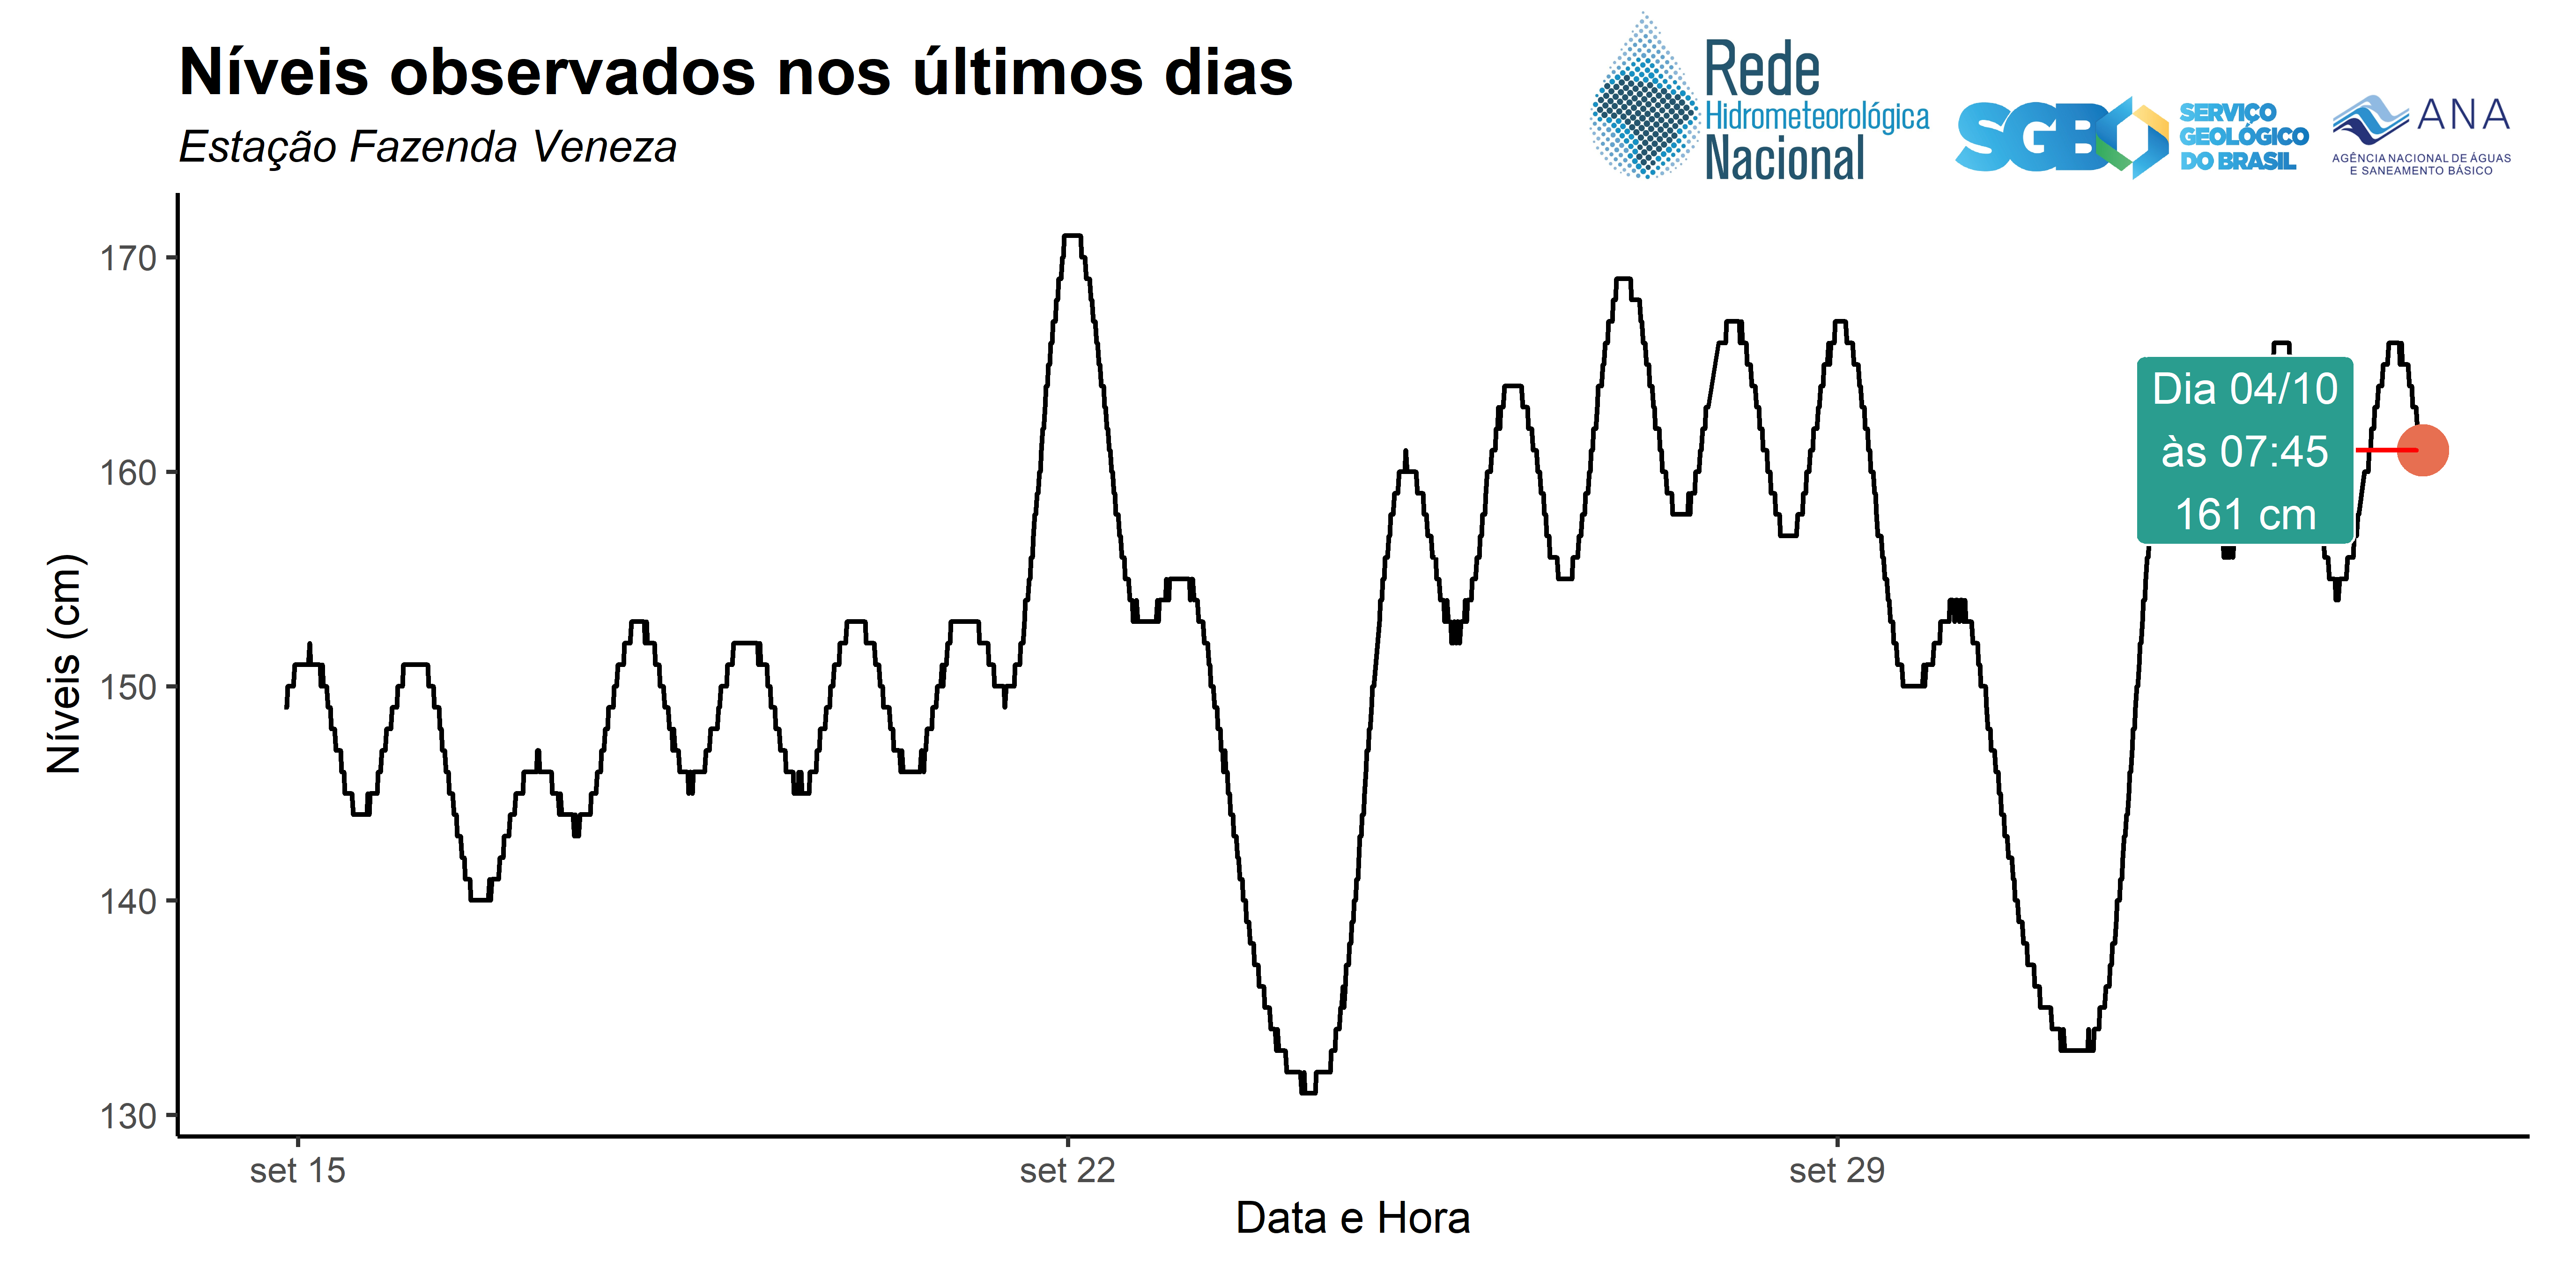 Níveis observados nos últimos dias
Estação Fazenda Veneza
Rede
Hidrometeorológica
Nacional
SGB
SERVIÇO
GEOLÓGICO
DO BRASIL
ANA
AGÊNCIA NACIONAL DE ÁGUAS
E SANEAMENTO BÁSICO
Níveis (cm)
170
160
150
140
130
Dia 04/10
às 07:45
161 cm
set 15
set 22
set 29
Data e Hora